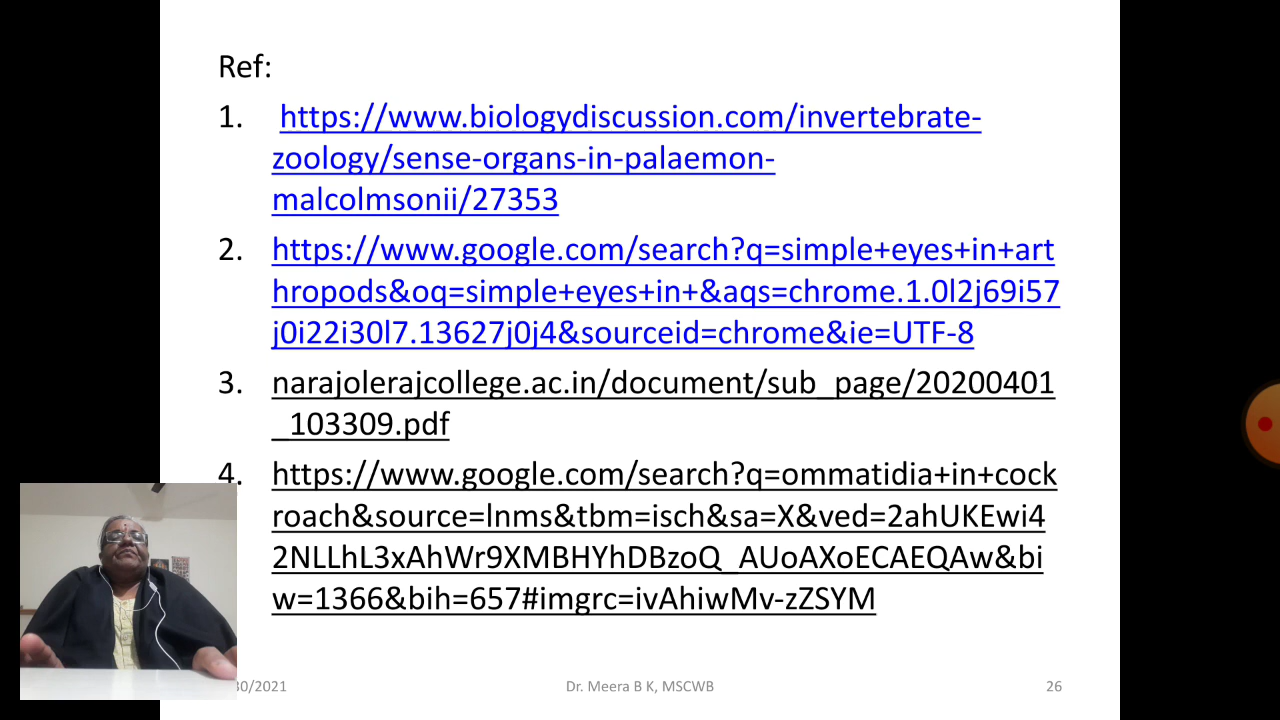 Ref:
1. https://www.biologydiscussion.com/invertebrate-
zoology/sense-organs-in-palaemon-
malcolmsonii/27353
2. https://www.google.com/search?q=simple+eyes+in+art
hropods&oq=simple+eyes+in+&aqs=chrome.1.0l2j69i57
j0i22i30l7.13627j0j4&sourceid=chrome&ie=UTF-8
3. narajolerajcollege.ac.in/document/sub_page/20200401
_103309.pdf
4. https://www.google.com/search?q=ommatidia+in+cock
roach&source=lnms&tbm=isch&sa=X&ved=2ahUKEwi4
2NLLhL3xAhWr9XMBHYhDBzoQ_AUoAXoECAEQAw&bi
w=1366&bih=657#imgrc=ivAhiwMv-zZSYM
30/2021 Dr. Meera B K, MSCWB 26